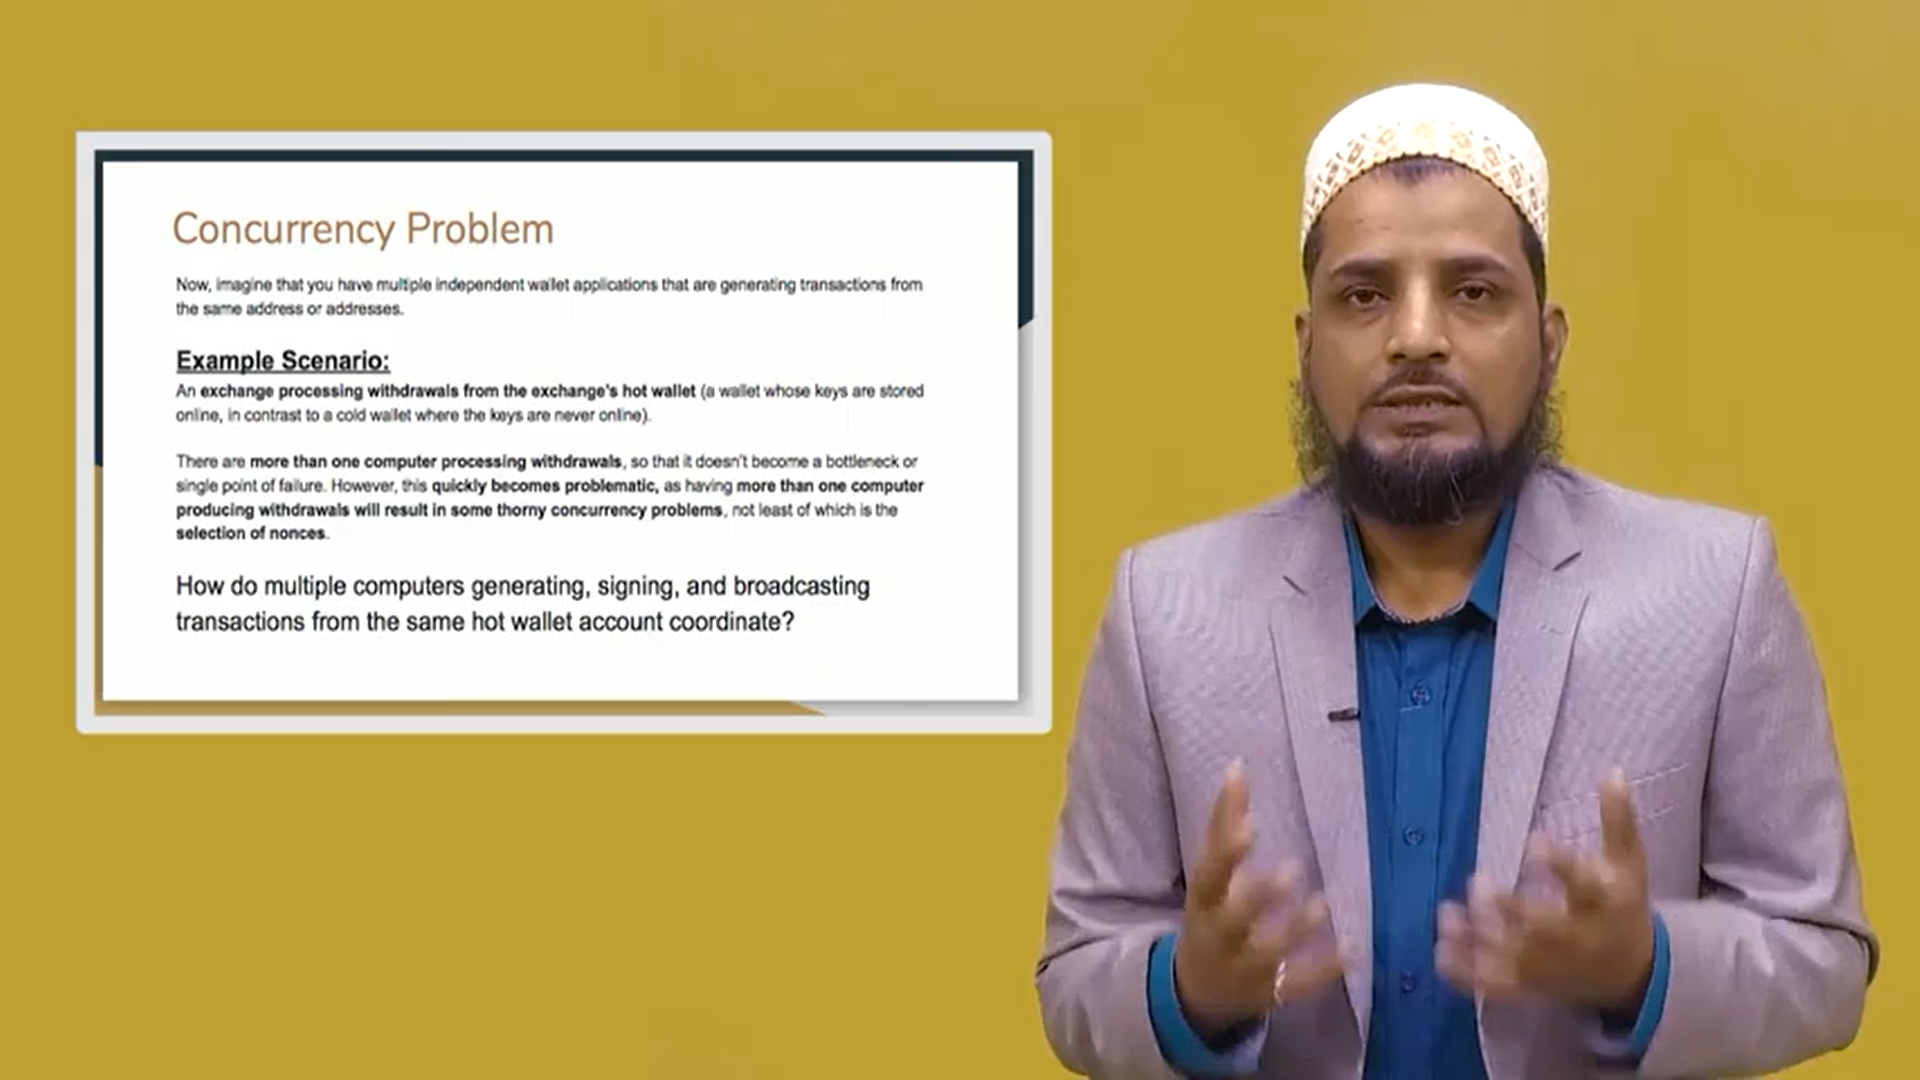 Concurrency Problem
Now, imagine that you have multiple independent wallet applications that are generating transactions from
the same address or addresses.
Example Scenario:
An exchange processing withdrawals from the exchange's hot wallet (a wallet whose keys are stored
online, in contrast to a cold wallet where the keys are never online).
There are more than one computer processing withdrawals, so that it doesn't become a bottleneck or
single point of failure. However, this quickly becomes problematic, as having more than one computer
producing withdrawals will result in some thorny concurrency problems, not least of which is the
selection of nonces.
How do multiple computers generating, signing, and broadcasting
transactions from the same hot wallet account coordinate?